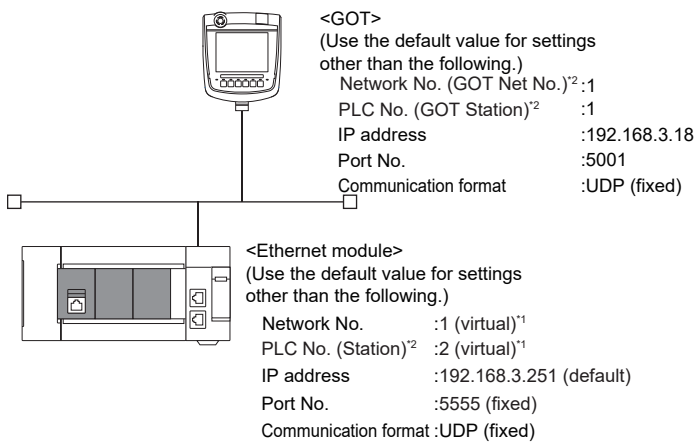 <GOT>
(Use the default value for settings
other than the following.)
Network No. (GOT Net No.)*2 :1
PLC No. (GOT Station)*2 :1
IP address :192.168.3.18
Port No. :5001
Communication format :UDP (fixed)
<Ethernet module>
(Use the default value for settings
other than the following.)
Network No. :1 (virtual)*1
PLC No. (Station)*2 :2 (virtual)*1
IP address :192.168.3.251 (default)
Port No. :5555 (fixed)
Communication format :UDP (fixed)